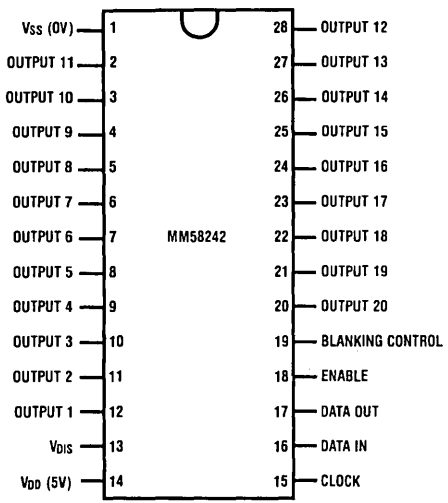 VSS (0V) 1 28 OUTPUT 12
OUTPUT 11 2 27 OUTPUT 13
OUTPUT 10 3 26 OUTPUT 14
OUTPUT 9 4 25 OUTPUT 15
OUTPUT 8 5 24 OUTPUT 16
OUTPUT 7 6 23 OUTPUT 17
OUTPUT 6 7 MM58242 22 OUTPUT 18
OUTPUT 5 8 21 OUTPUT 19
OUTPUT 4 9 20 OUTPUT 20
OUTPUT 3 10 19 BLANKING CONTROL
OUTPUT 2 11 18 ENABLE
OUTPUT 1 12 17 DATA OUT
VDIS 13 16 DATA IN
VDD (5V) 14 15 CLOCK